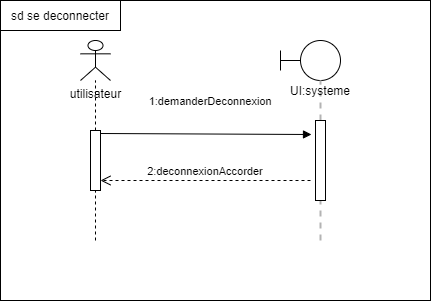 sd se deconnecter
utilisateur
UI:systeme
1:demanderDeconnexion
2:deconnexionAccorder